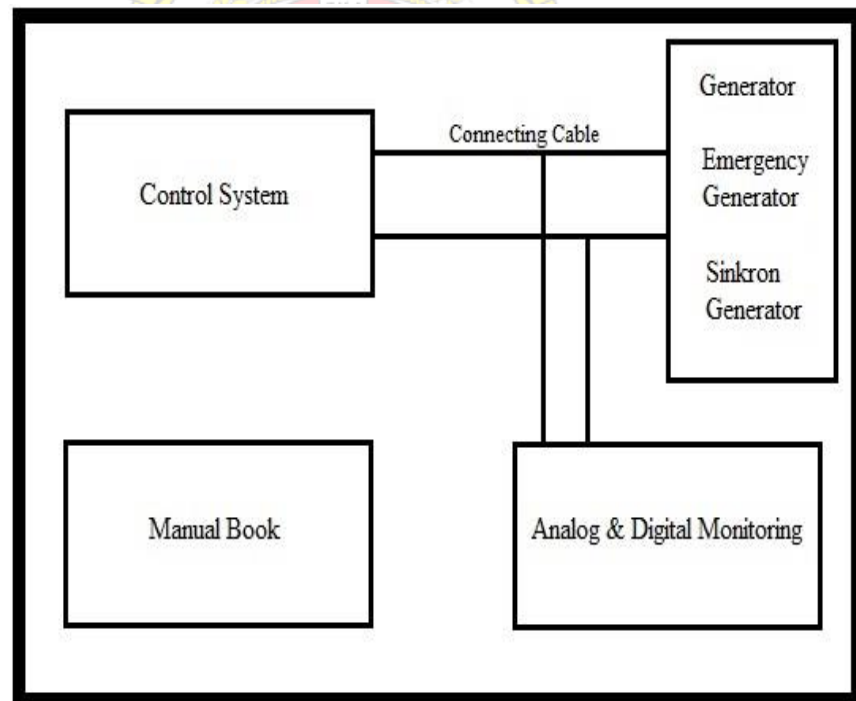 Connecting Cable
Control System
Generator
Emergency
Generator
Sinkron
Generator
Manual Book
Analog & Digital Monitoring